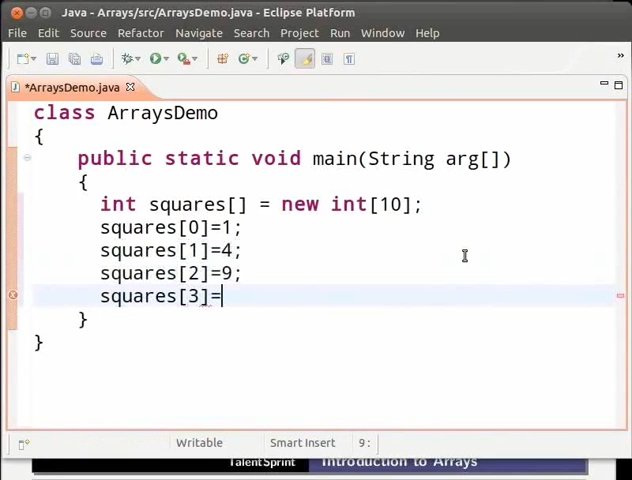 Java - Arrays/src/ArraysDemo.java - Eclipse Platform
File Edit Source Refactor Navigate Search Project Run Window Help
*ArraysDemo.java
class ArraysDemo
{
public static void main(String arg[])
{
int squares[] = new int[10];
squares[0]=1;
squares[1]=4;
squares[2]=9;
squares[3]=
}
}
Writable Smart Insert 9 :
TalentSprint Introduction to Arrays